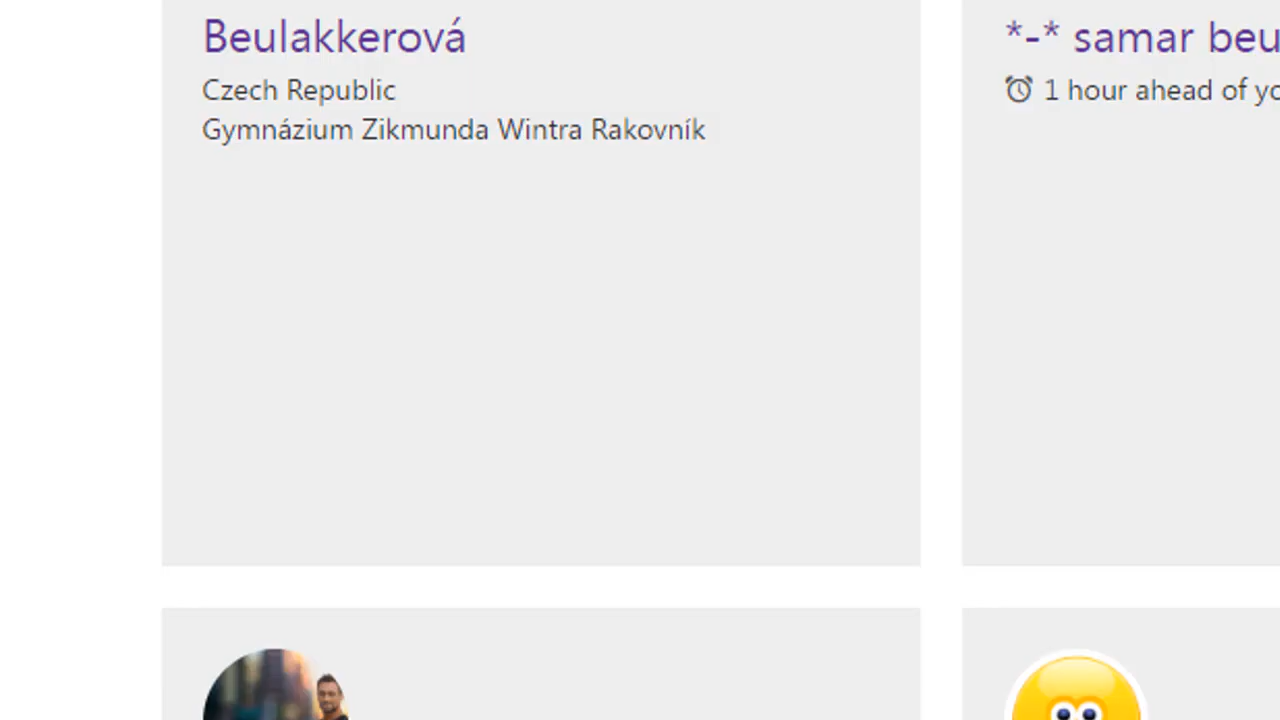 Beulakkerová
Czech Republic
Gymnázium Zikmunda Wintra Rakovník
*-* samar beu
1 hour ahead of yo